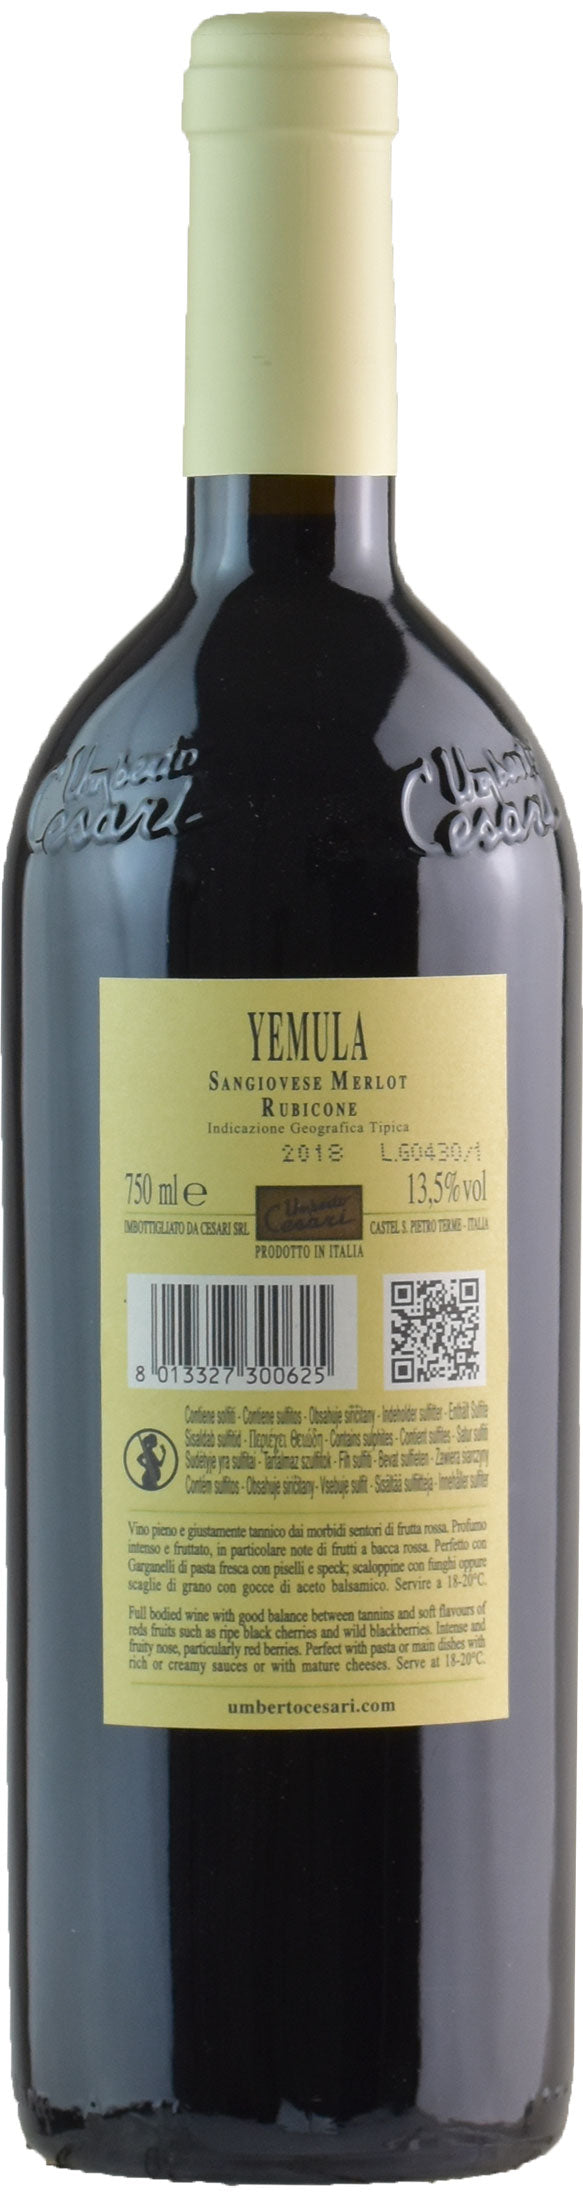 Umberto
Cesari
Umberto
Cesari
YEMULA
SANGIOVESE MERLOT
RUBICONE
Indicazione Geografica Tipica
2018 L.G0430/1
750 ml e 13,5% vol
Umberto
Cesari
IMBOTTIGLIATO DA CESARI SRL CASTEL S. PIETRO TERME - ITALIA
PRODOTTO IN ITALIA
8 013327 300625
Contiene solfiti - Contiene sulfitos - Obsahuje siřičitany - Indeholder sulfitter - Enthält Sulfite
Sisaldab sulfitid - Περιέχει Θειώδη - Contains sulphites - Contient sulfites - Satur sulfīti
Sudėtyje yra sulfitai - Tartalmaz szulfitok - Fih sulfiti - Bevat sulfieten - Zawiera siarczyny
Contém sulfitos - Obsahuje siričitany - Vsebuje sulfit - Sisältää sulfitteja - Innehåller sulfiter
Vino pieno e giustamente tannico dai morbidi sentori di frutta rossa. Profumo
intenso e fruttato, in particolare note di frutti a bacca rossa. Perfetto con
Garganelli di pasta fresca con piselli e speck; scaloppine con funghi oppure
scaglie di grano con gocce di aceto balsamico. Servire a 18-20°C.
Full bodied wine with good balance between tannins and soft flavours of
reds fruits such as ripe black cherries and wild blackberries. Intense and
fruity nose, particularly red berries. Perfect with pasta or main dishes with
rich or creamy sauces or with mature cheeses. Serve at 18-20°C.
umbertocesari.com